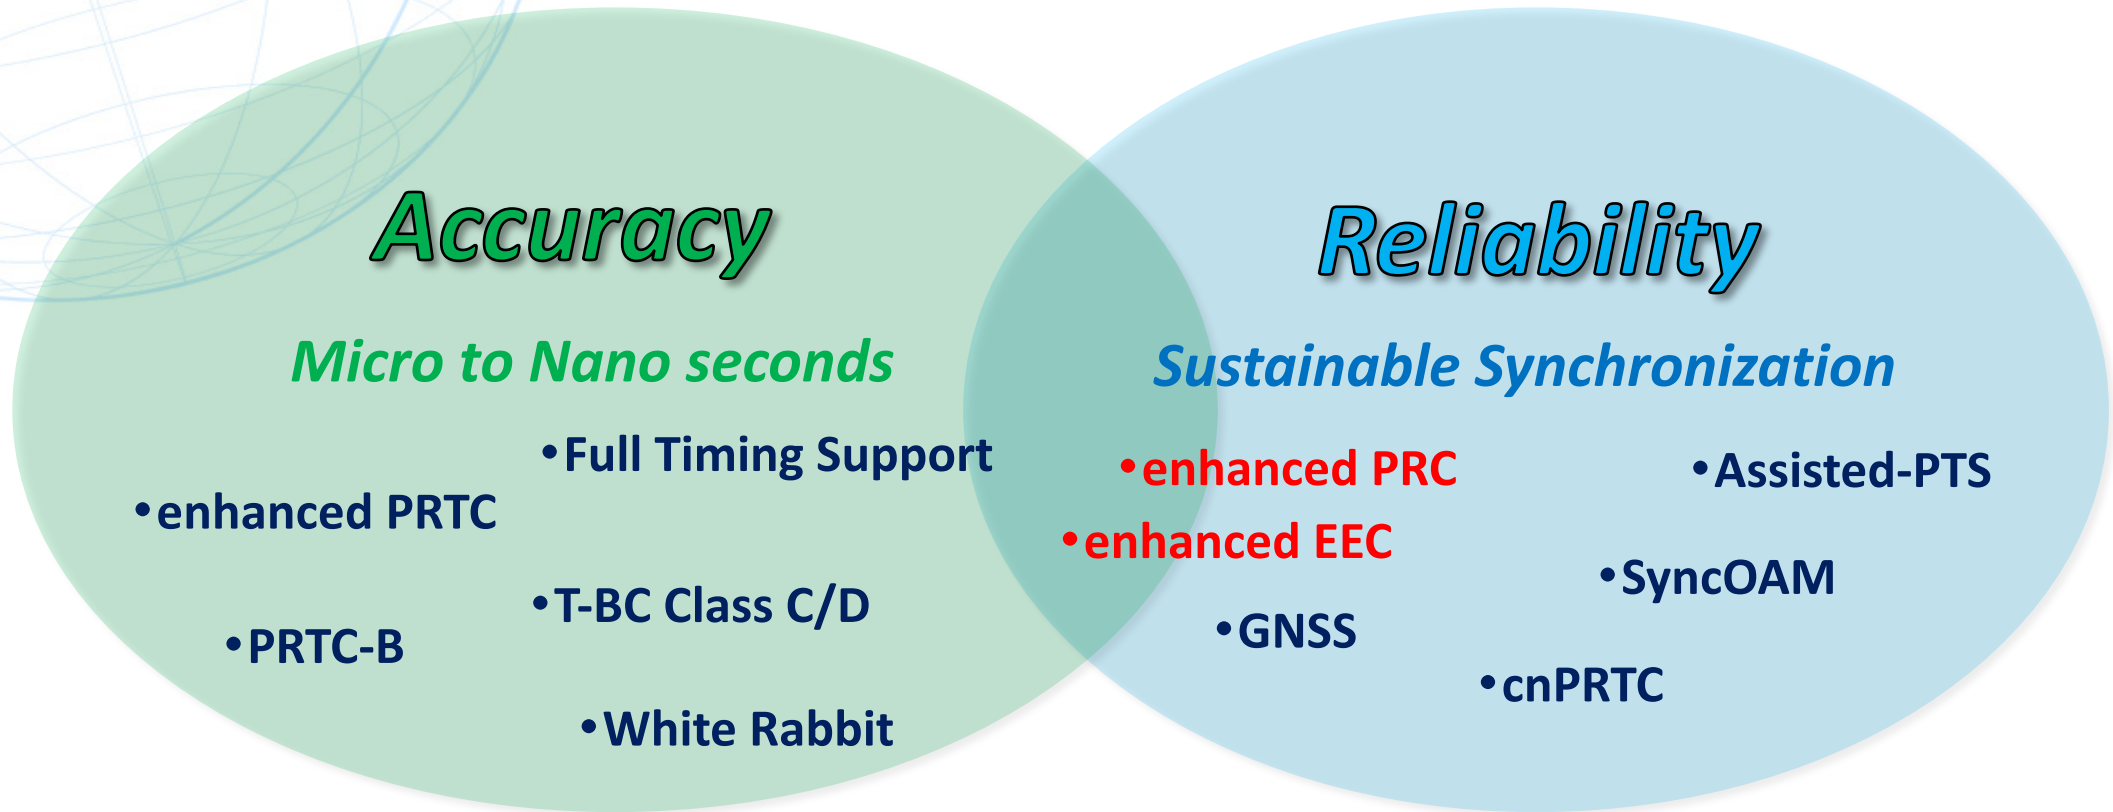 Accuracy
Micro to Nano seconds
•Full Timing Support
•enhanced PRTC
•T-BC Class C/D
•PRTC-B
•White Rabbit
Reliability
Sustainable Synchronization
•enhanced PRC
•Assisted-PTS
•enhanced EEC
•SyncOAM
•GNSS
•cnPRTC